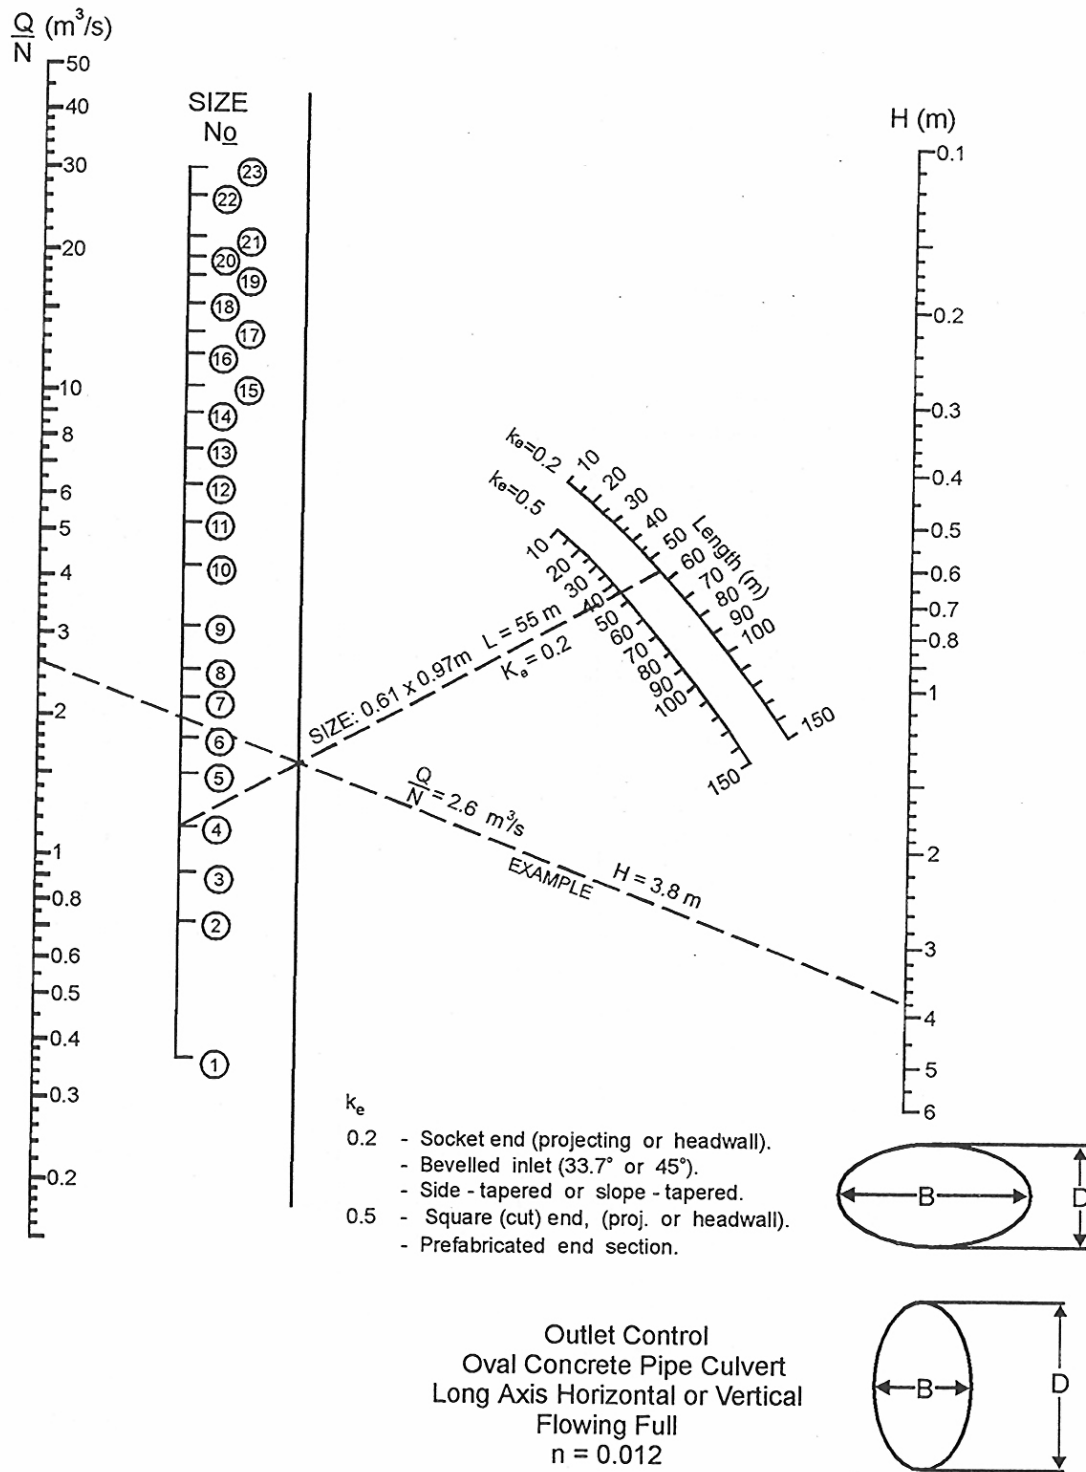 Q/N (m³/s)
50
40
30
20
10
8
6
5
4
3
2
1
0.8
0.6
0.5
0.4
0.3
0.2
SIZE
No
23
22
21
20
19
18
17
16
15
14
13
12
11
10
9
8
7
6
5
4
3
2
1
kₑ=0.2
10
20
30
40
50
60
70
80
90
100
150
Length (m)
kₑ=0.5
10
20
30
40
50
60
70
80
90
100
150
SIZE: 0.61 x 0.97m L = 55 m
Kₑ = 0.2
Q/N = 2.6 m³/s
EXAMPLE
H = 3.8 m
H (m)
0.1
0.2
0.3
0.4
0.5
0.6
0.7
0.8
1
2
3
4
5
6
kₑ
0.2 - Socket end (projecting or headwall).
- Bevelled inlet (33.7° or 45°).
- Side - tapered or slope - tapered.
0.5 - Square (cut) end, (proj. or headwall).
- Prefabricated end section.
B
D
B
D
Outlet Control
Oval Concrete Pipe Culvert
Long Axis Horizontal or Vertical
Flowing Full
n = 0.012